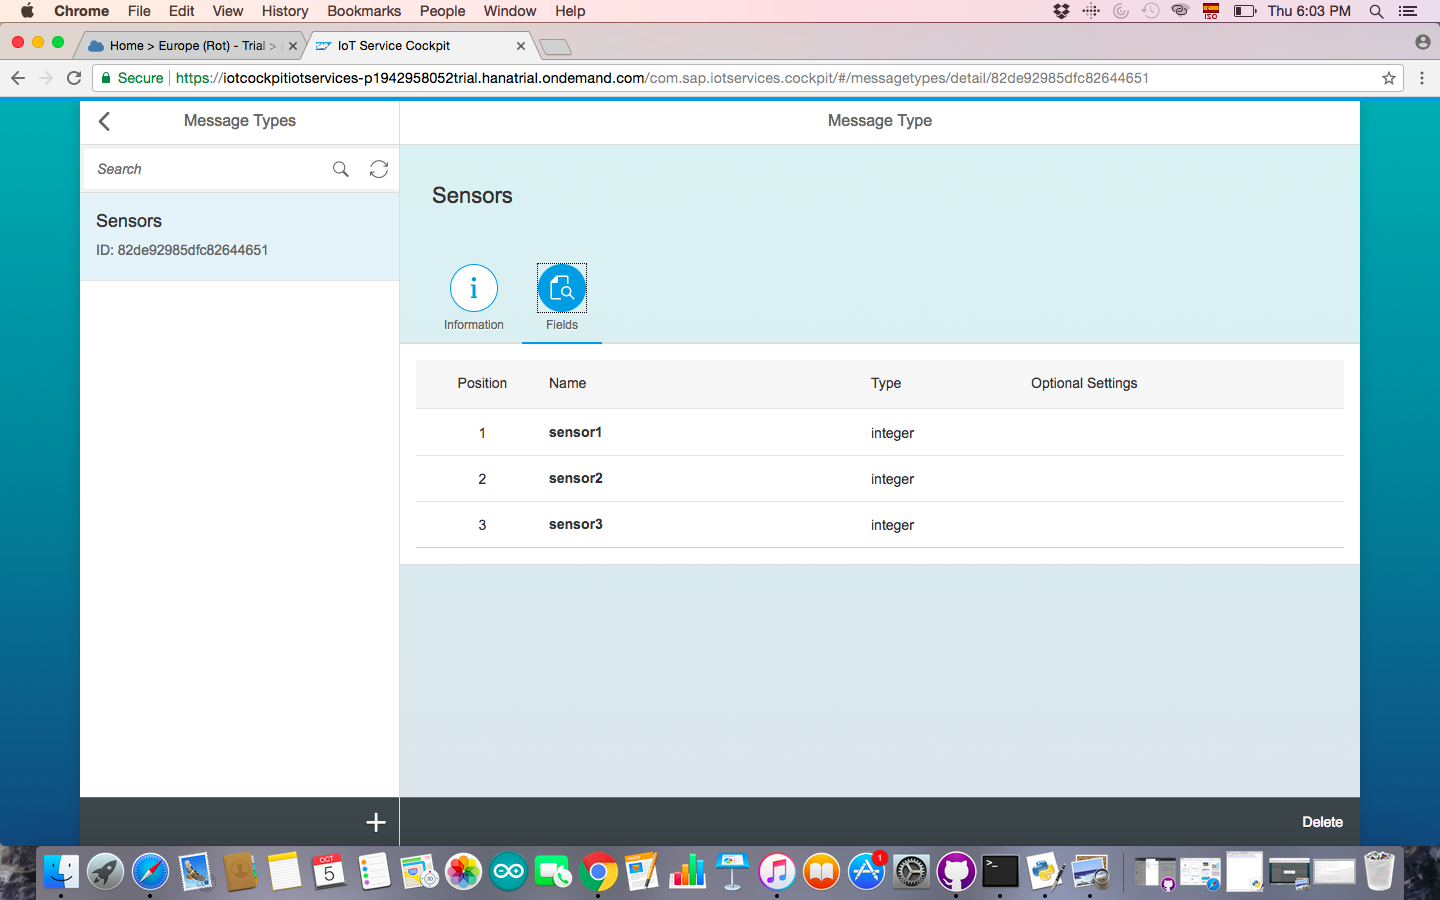 Chrome File Edit View History Bookmarks People Window Help ISO Thu 6:03 PM
Home > Europe (Rot) - Trial > SAP IoT Service Cockpit
Secure https://iotcockpitiotservices-p1942958052trial.hanatrial.ondemand.com/com.sap.iotservices.cockpit/#/messagetypes/detail/82de92985dfc82644651
Message Types
Message Type
Search
Sensors
ID: 82de92985dfc82644651
Sensors
i
Information Fields
Position Name Type Optional Settings
1 sensor1 integer
2 sensor2 integer
3 sensor3 integer
+
Delete
OCT
5
1
>_